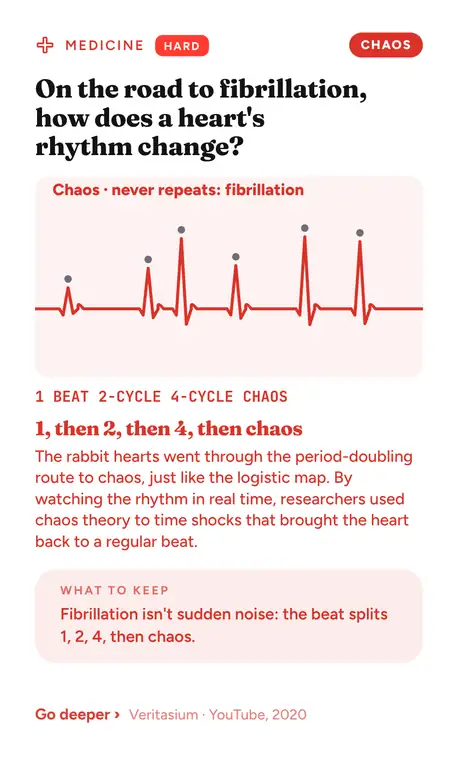 MEDICINE HARD CHAOS
On the road to fibrillation,
how does a heart's
rhythm change?
Chaos · never repeats: fibrillation
1 BEAT 2-CYCLE 4-CYCLE CHAOS
1, then 2, then 4, then chaos
The rabbit hearts went through the period-doubling
route to chaos, just like the logistic map. By
watching the rhythm in real time, researchers used
chaos theory to time shocks that brought the heart
back to a regular beat.
WHAT TO KEEP
Fibrillation isn't sudden noise: the beat splits
1, 2, 4, then chaos.
Go deeper › Veritasium · YouTube, 2020